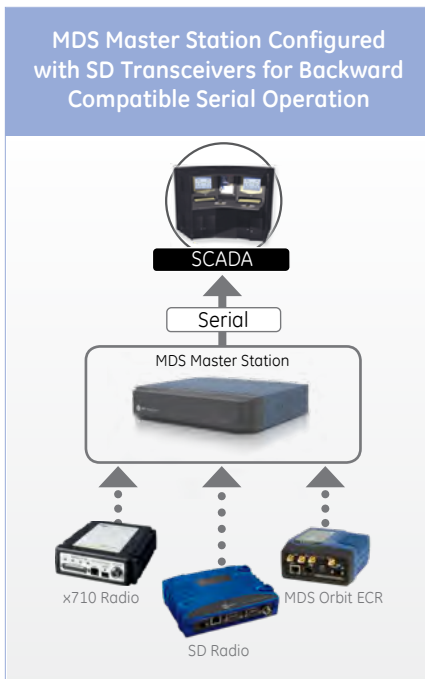 MDS Master Station Configured
with SD Transceivers for Backward
Compatible Serial Operation
SCADA
Serial
MDS Master Station
x710 Radio
MDS Orbit ECR
SD Radio